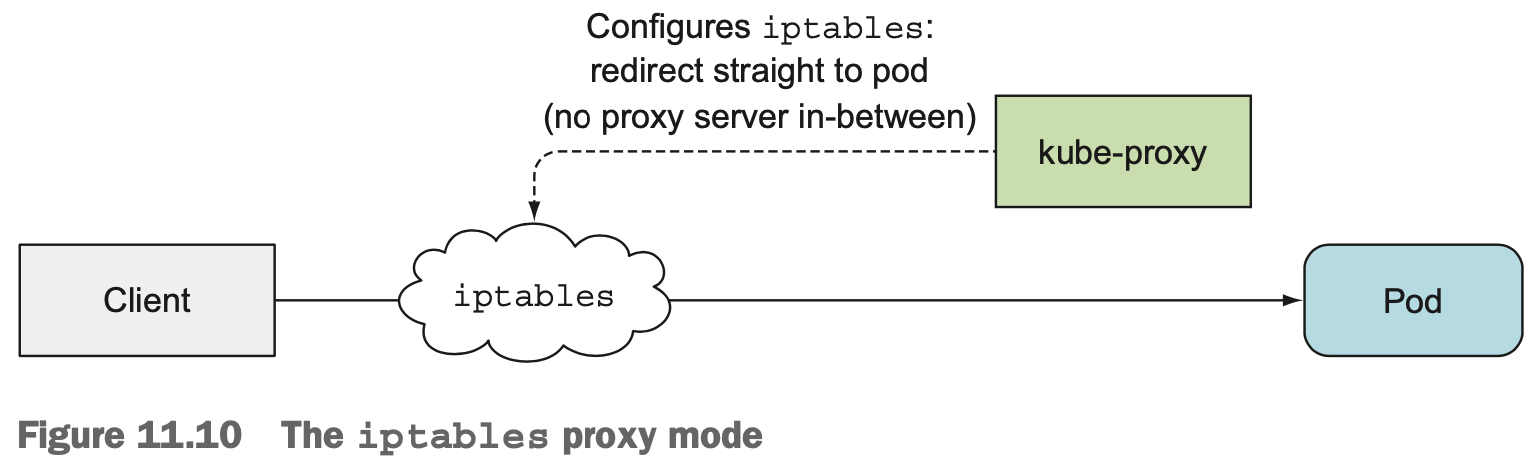 Configures iptables:
redirect straight to pod
(no proxy server in-between)
kube-proxy
Client
iptables
Pod
Figure 11.10 The iptables proxy mode